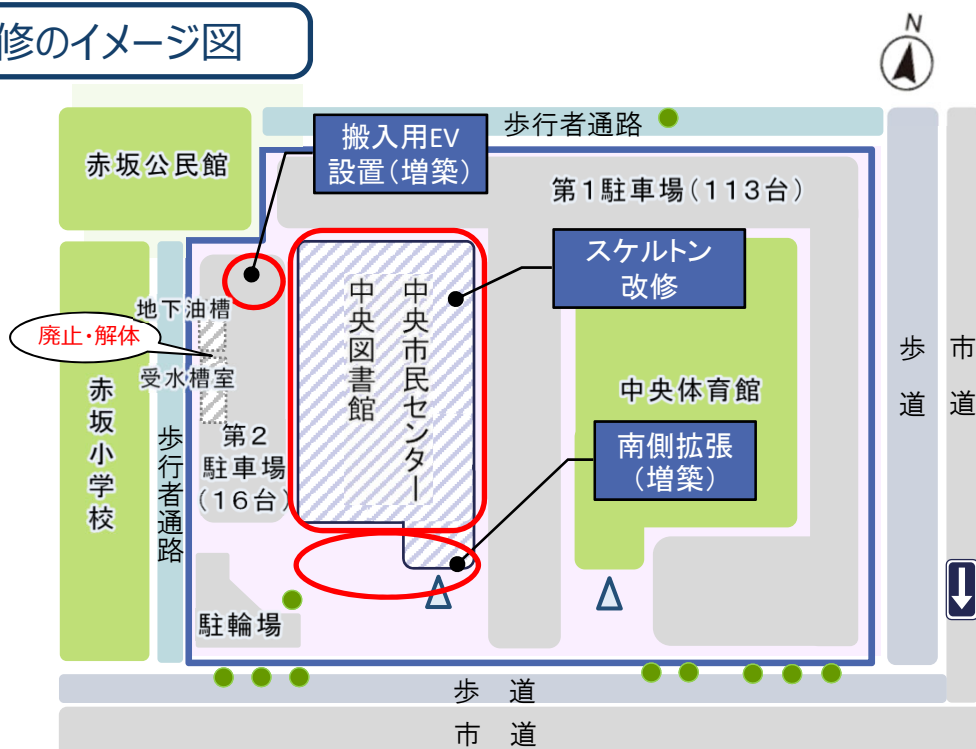 修のイメージ図
N
歩行者通路
赤坂公民館
搬入用EV
設置（増築）
第1駐車場（113台）
スケルトン
改修
地下油槽
廃止・解体
受水槽室
中央図書館
中央市民センター
中央体育館
歩道
市道
赤坂小学校
歩行者通路
第2
駐車場
（16台）
南側拡張
（増築）
駐輪場
歩道
市道